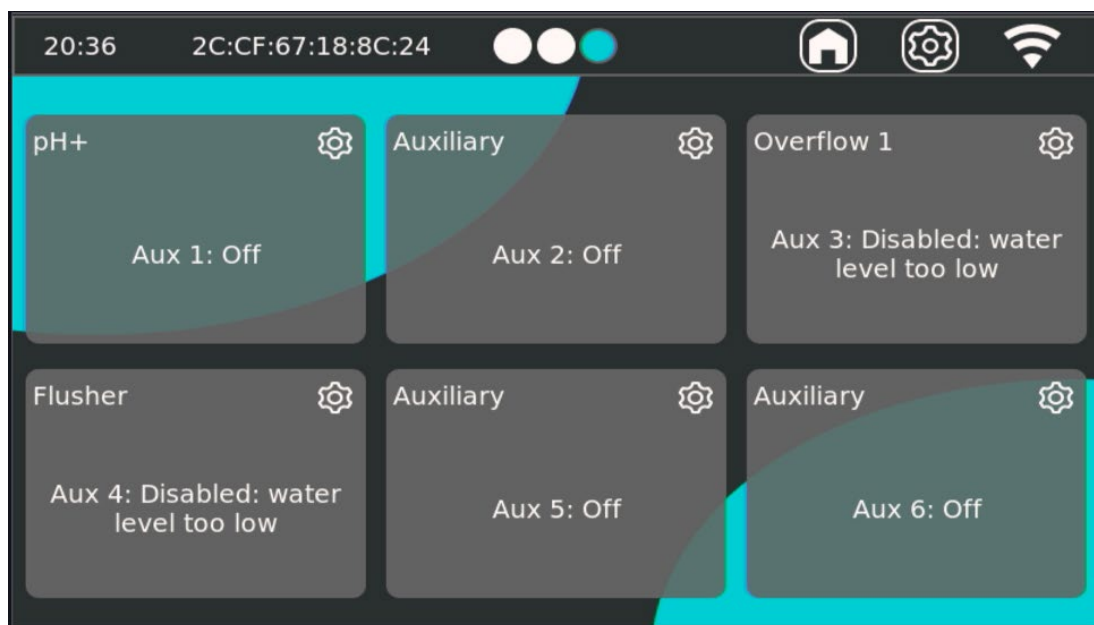 20:36 2C:CF:67:18:8C:24
pH+
Aux 1: Off
Auxiliary
Aux 2: Off
Overflow 1
Aux 3: Disabled: water
level too low
Flusher
Aux 4: Disabled: water
level too low
Auxiliary
Aux 5: Off
Auxiliary
Aux 6: Off